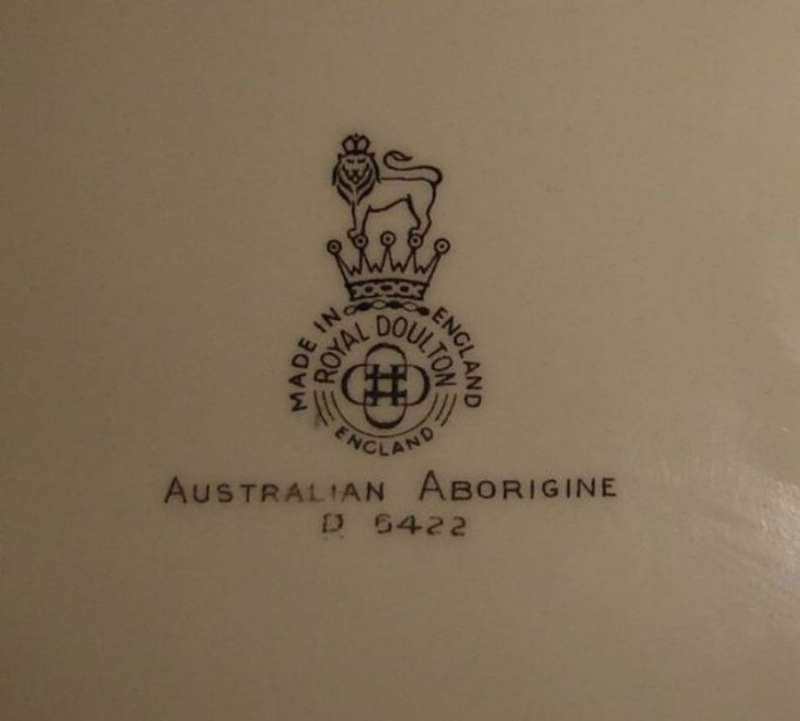 MADE IN ENGLAND
ROYAL DOULTON
ENGLAND
AUSTRALIAN ABORIGINE
D 6422